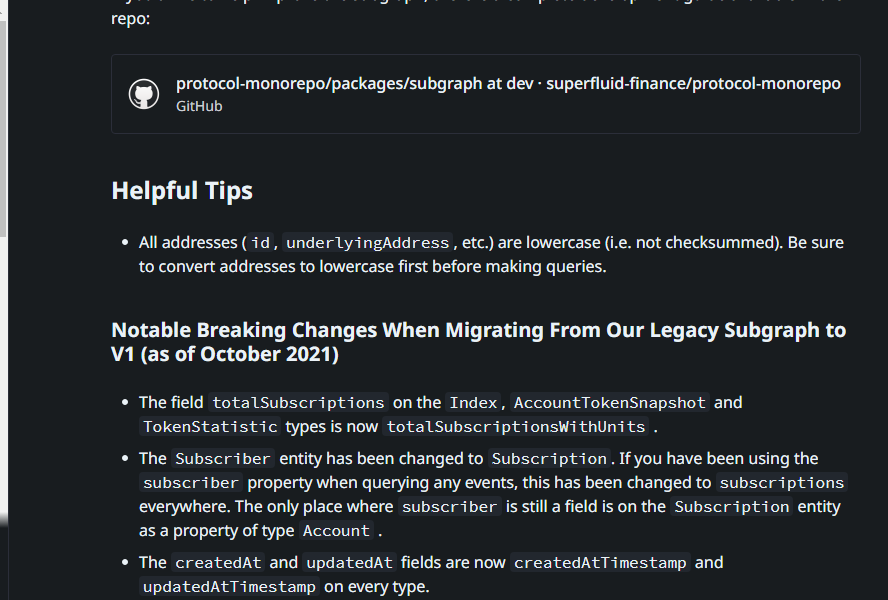 repo:
protocol-monorepo/packages/subgraph at dev · superfluid-finance/protocol-monorepo
GitHub
Helpful Tips
• All addresses ( id , underlyingAddress , etc.) are lowercase (i.e. not checksummed). Be sure
to convert addresses to lowercase first before making queries.
Notable Breaking Changes When Migrating From Our Legacy Subgraph to
V1 (as of October 2021)
• The field totalSubscriptions on the Index , AccountTokenSnapshot and
TokenStatistic types is now totalSubscriptionsWithUnits .
• The Subscriber entity has been changed to Subscription . If you have been using the
subscriber property when querying any events, this has been changed to subscriptions
everywhere. The only place where subscriber is still a field is on the Subscription entity
as a property of type Account .
• The createdAt and updatedAt fields are now createdAtTimestamp and
updatedAtTimestamp on every type.